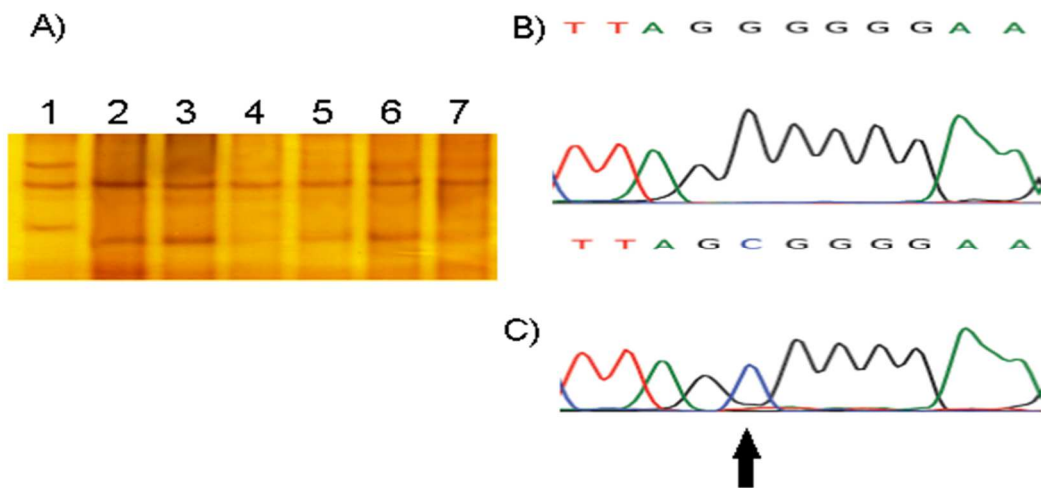 A)
1 2 3 4 5 6 7
B) T T A G G G G G G A A
T T A G C G G G G A A
C)